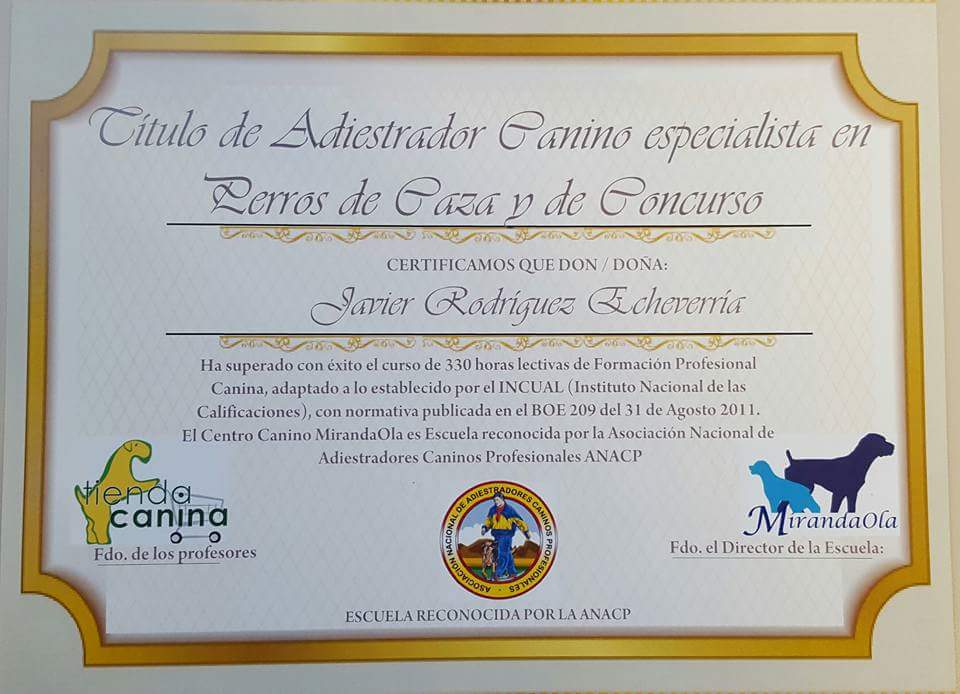 Título de Adiestrador Canino especialista en
Perros de Caza y de Concurso
CERTIFICAMOS QUE DON / DOÑA:
Javier Rodríguez Echeverría
Ha superado con éxito el curso de 330 horas lectivas de Formación Profesional
Canina, adaptado a lo establecido por el INCUAL (Instituto Nacional de las
Calificaciones), con normativa publicada en el BOE 209 del 31 de Agosto 2011.
El Centro Canino MirandaOla es Escuela reconocida por la Asociación Nacional de
Adiestradores Caninos Profesionales ANACP
tienda
canina
Fdo. de los profesores
ASOCIACIÓN NACIONAL DE ADIESTRADORES CANINOS PROFESIONALES
MirandaOla
Fdo. el Director de la Escuela:
ESCUELA RECONOCIDA POR LA ANACP